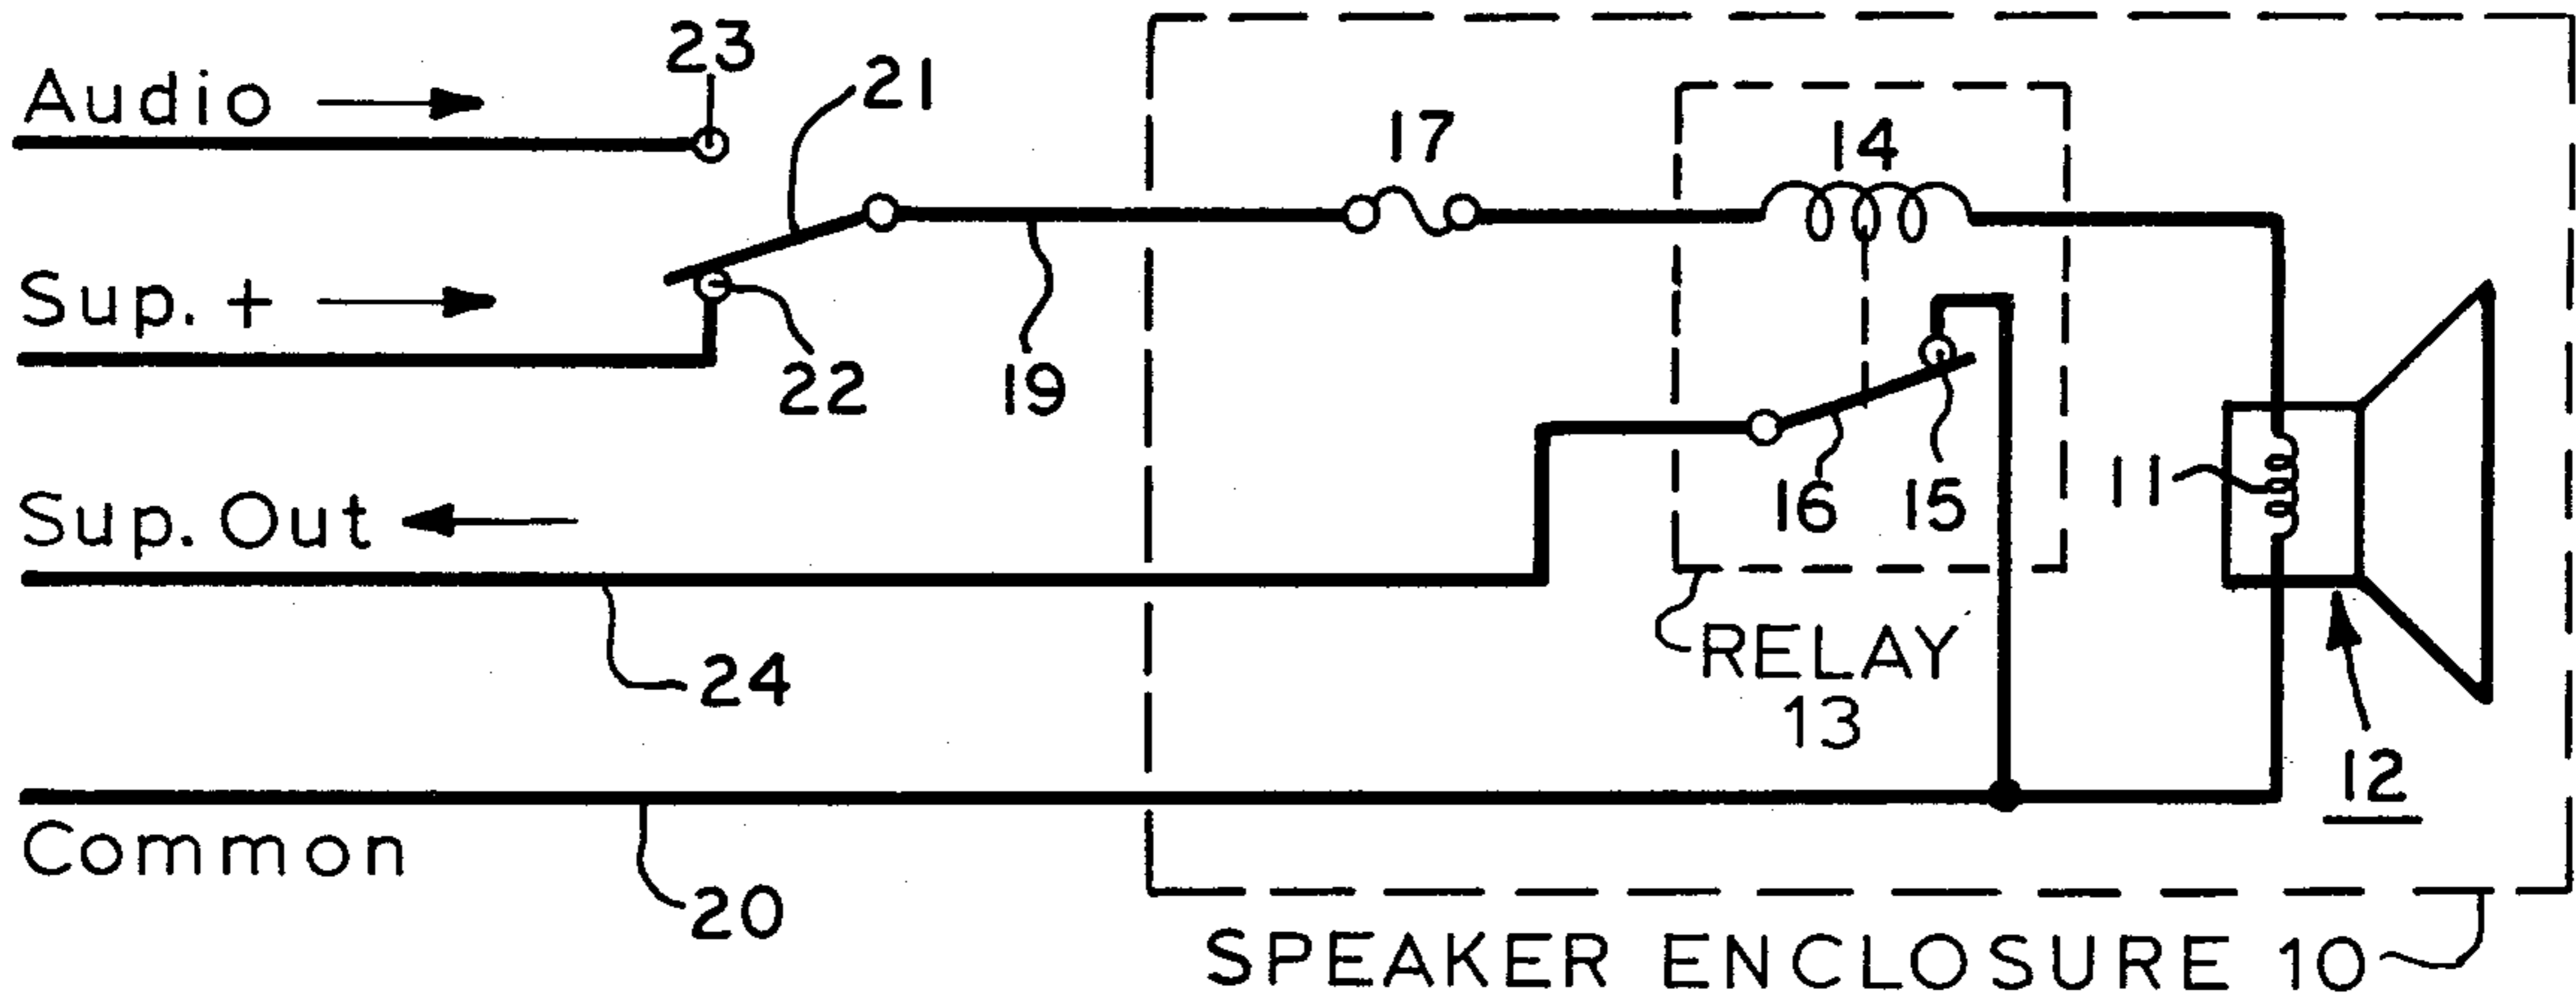 23
21
Audio
17
14
Sup. +
22
19
16
15
11
Sup. Out
RELAY
13
24
12
Common
20
SPEAKER ENCLOSURE 10